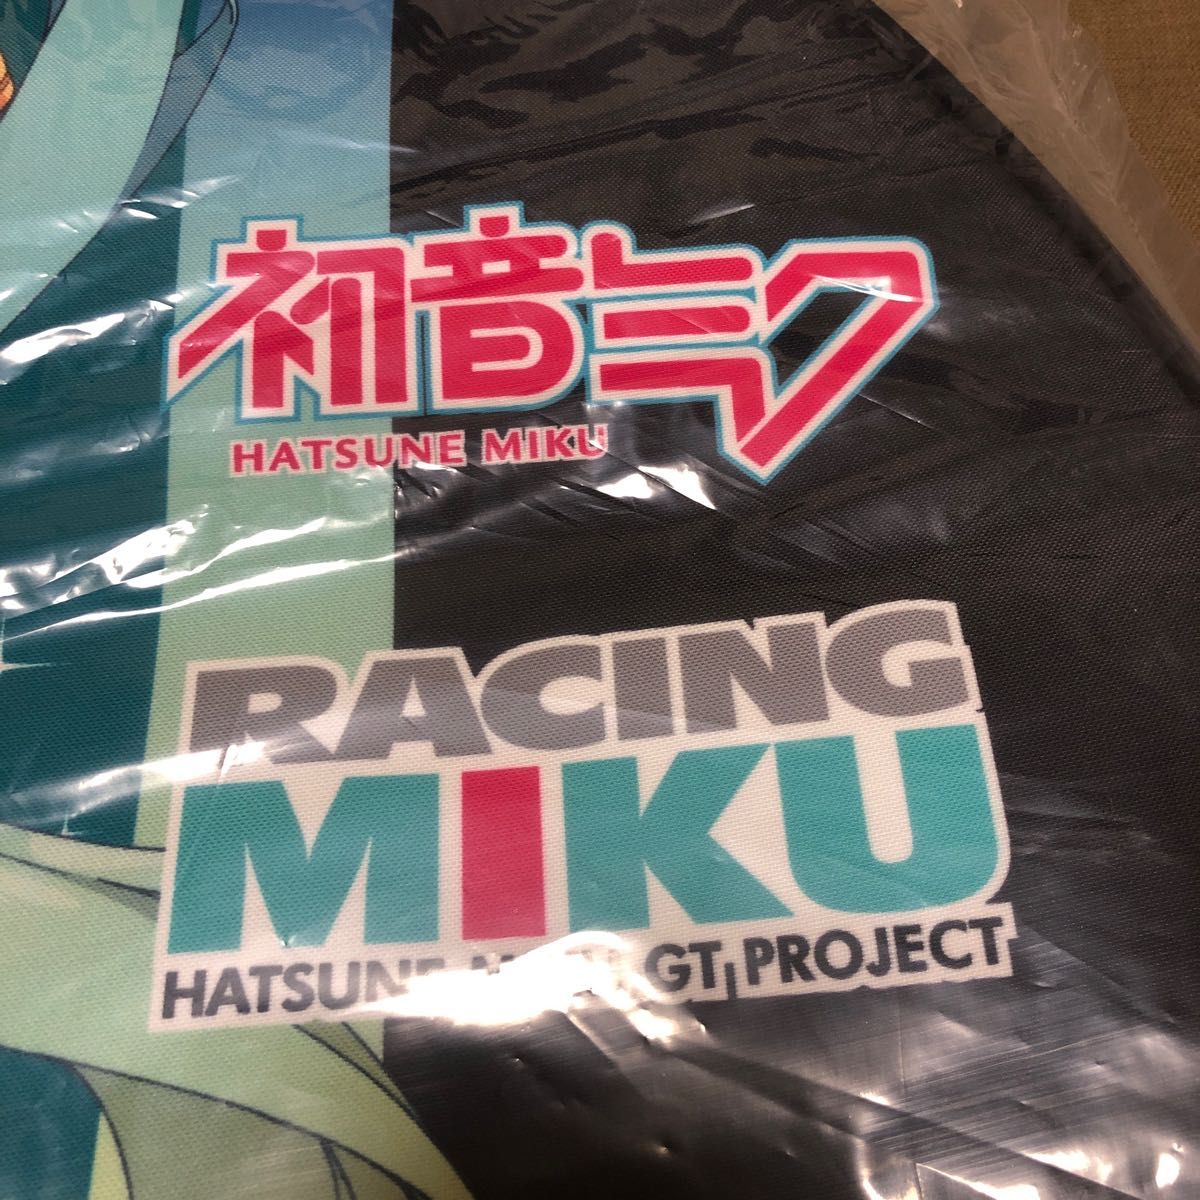 初音ミク
HATSUNE MIKU
RACING
MIKU
HATSUNE GT PROJECT